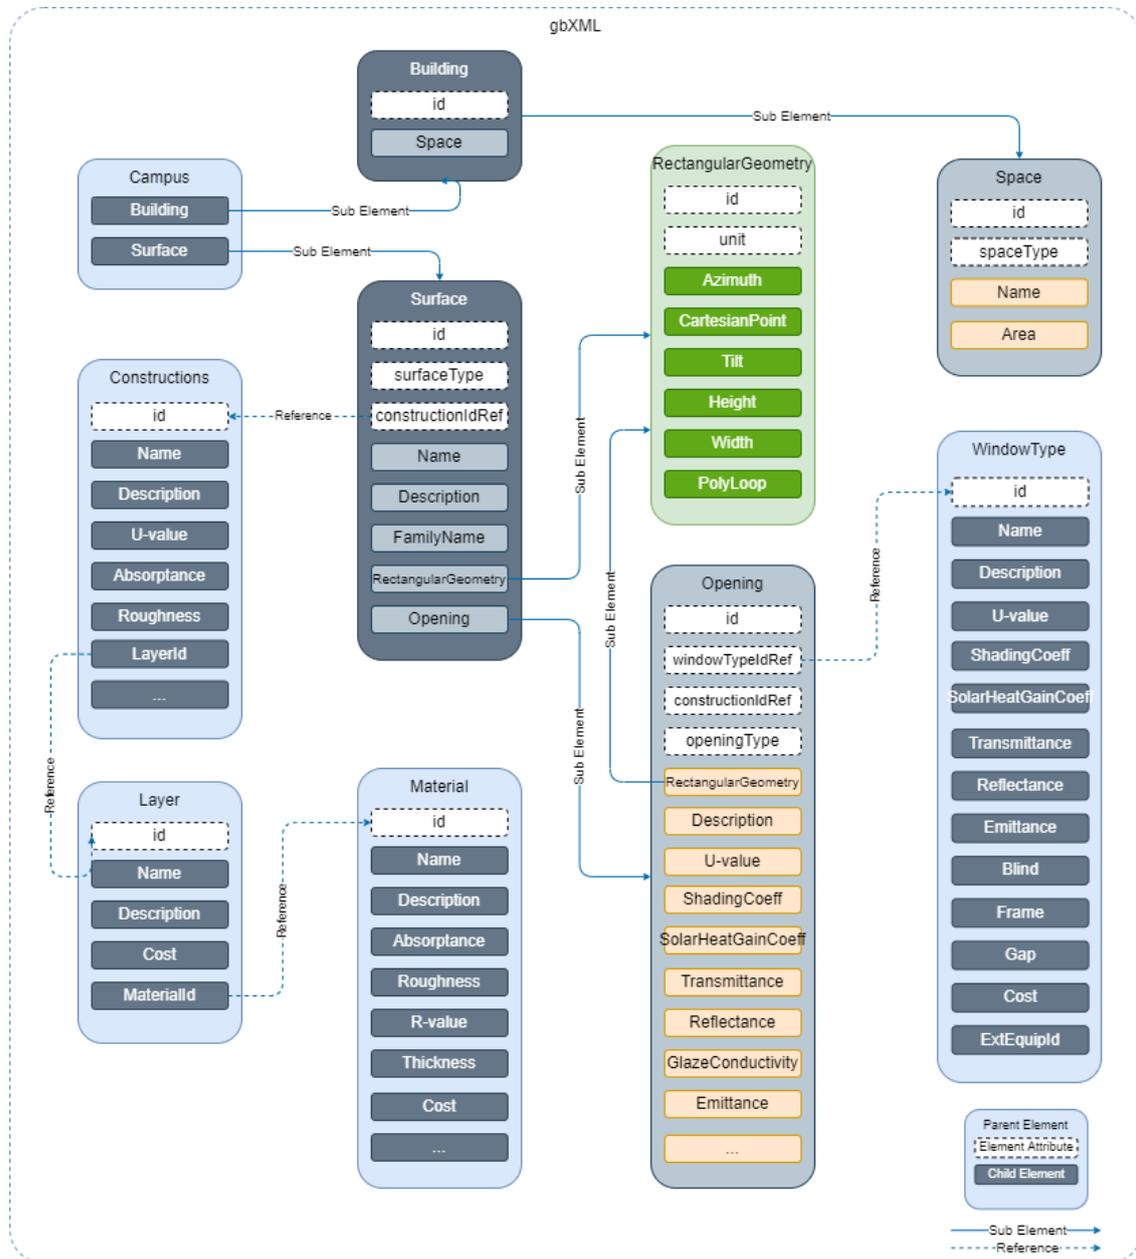 gbXML
Building
id
Space
Sub Element
Campus
Building
Surface
Sub Element
Sub Element
Surface
id
surfaceType
constructionIdRef
Name
Description
FamilyName
RectangularGeometry
Opening
Reference
Constructions
id
Name
Description
U-value
Absorptance
Roughness
LayerId
...
Reference
Layer
id
Name
Description
Cost
MaterialId
Reference
Material
id
Name
Description
Absorptance
Roughness
R-value
Thickness
Cost
...
Sub Element
Sub Element
Sub Element
RectangularGeometry
id
unit
Azimuth
CartesianPoint
Tilt
Height
Width
PolyLoop
Opening
id
windowTypeIdRef
constructionIdRef
openingType
RectangularGeometry
Description
U-value
ShadingCoeff
SolarHeatGainCoeff
Transmittance
Reflectance
GlazeConductivity
Emittance
...
Reference
Space
id
spaceType
Name
Area
WindowType
id
Name
Description
U-value
ShadingCoeff
SolarHeatGainCoeff
Transmittance
Reflectance
Emittance
Blind
Frame
Gap
Cost
ExtEquipId
Parent Element
Element Attribute
Child Element
Sub Element
Reference